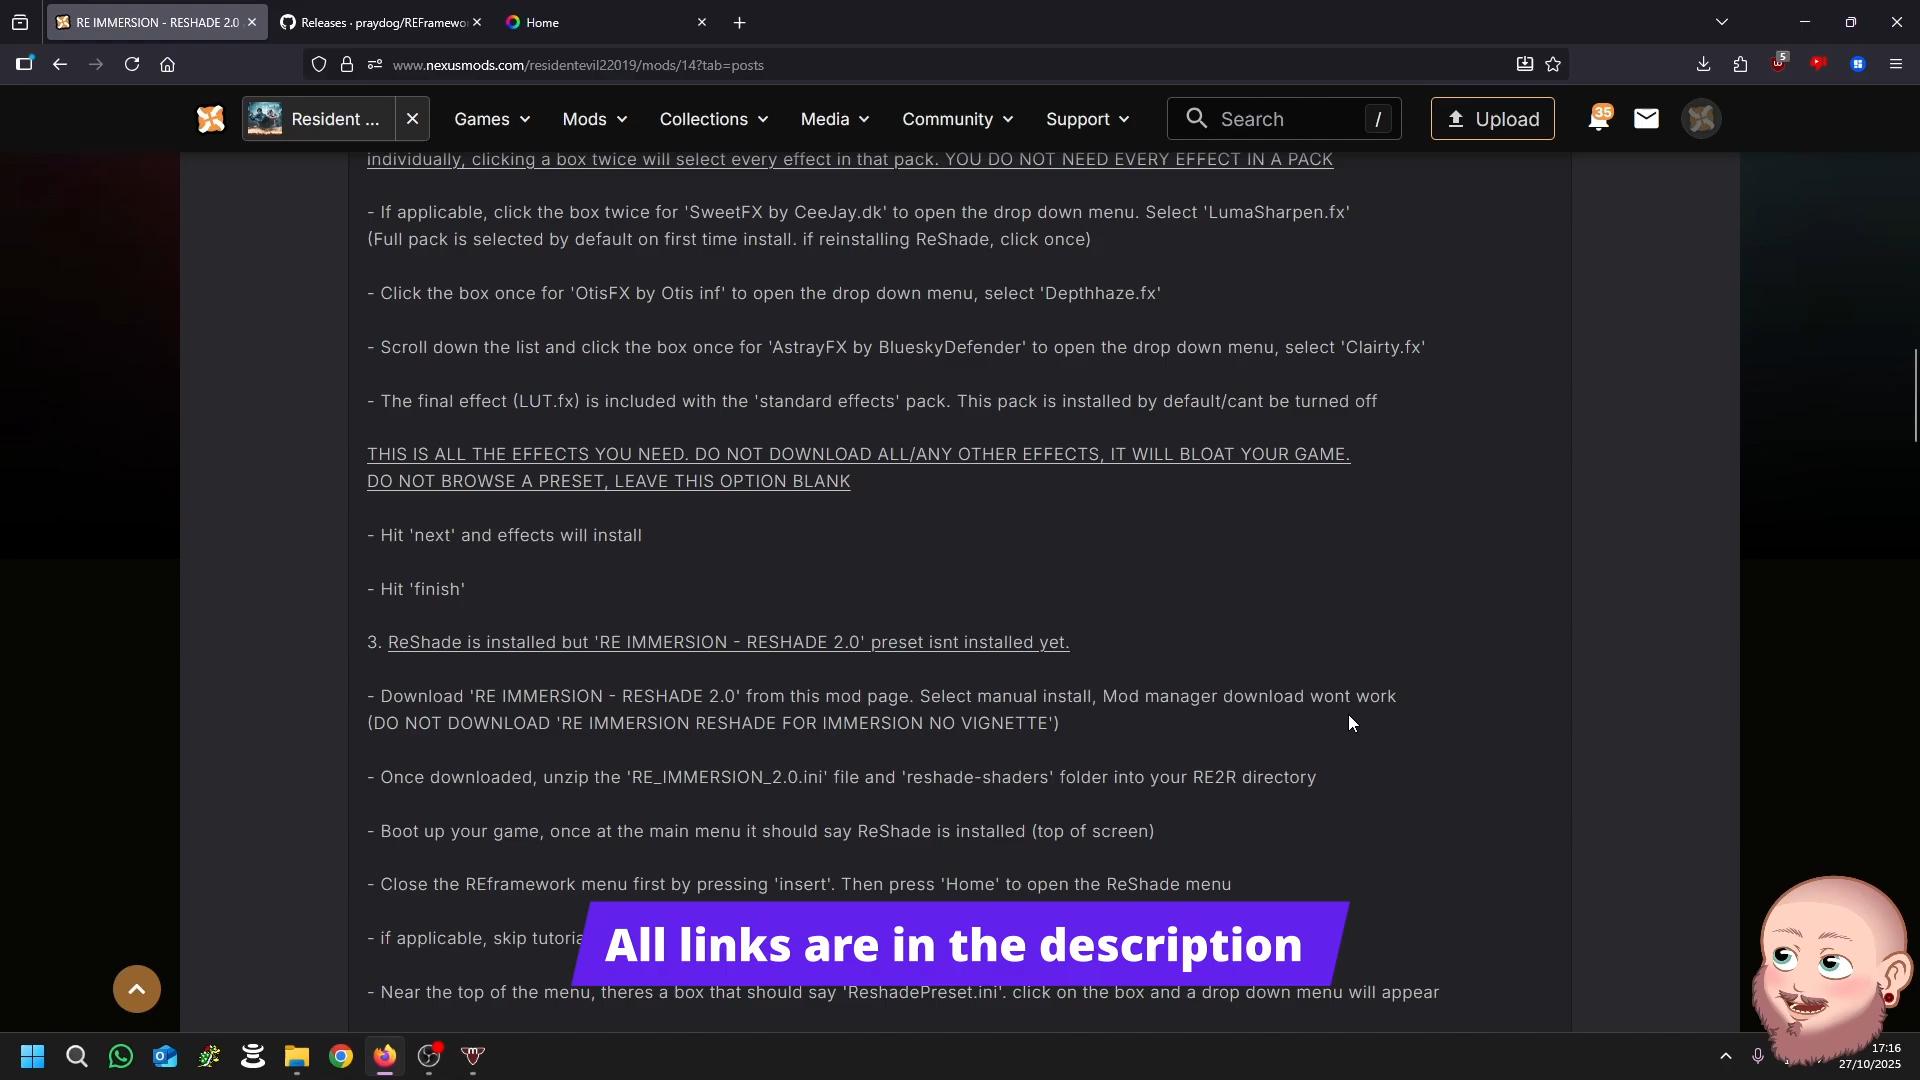 RE IMMERSION - RESHADE 2.0
Releases · praydog/REFramewo
Home
www.nexusmods.com/residentevil22019/mods/14?tab=posts
5
Resident ...
Games
Mods
Collections
Media
Community
Support
Search
/
Upload
35
individually, clicking a box twice will select every effect in that pack. YOU DO NOT NEED EVERY EFFECT IN A PACK
- If applicable, click the box twice for 'SweetFX by CeeJay.dk' to open the drop down menu. Select 'LumaSharpen.fx'
(Full pack is selected by default on first time install. if reinstalling ReShade, click once)
- Click the box once for 'OtisFX by Otis inf' to open the drop down menu, select 'Depthhaze.fx'
- Scroll down the list and click the box once for 'AstrayFX by BlueskyDefender' to open the drop down menu, select 'Clairty.fx'
- The final effect (LUT.fx) is included with the 'standard effects' pack. This pack is installed by default/cant be turned off
THIS IS ALL THE EFFECTS YOU NEED. DO NOT DOWNLOAD ALL/ANY OTHER EFFECTS, IT WILL BLOAT YOUR GAME.
DO NOT BROWSE A PRESET, LEAVE THIS OPTION BLANK
- Hit 'next' and effects will install
- Hit 'finish'
3. ReShade is installed but 'RE IMMERSION - RESHADE 2.0' preset isnt installed yet.
- Download 'RE IMMERSION - RESHADE 2.0' from this mod page. Select manual install, Mod manager download wont work
(DO NOT DOWNLOAD 'RE IMMERSION RESHADE FOR IMMERSION NO VIGNETTE')
- Once downloaded, unzip the 'RE_IMMERSION_2.0.ini' file and 'reshade-shaders' folder into your RE2R directory
- Boot up your game, once at the main menu it should say ReShade is installed (top of screen)
- Close the REframework menu first by pressing 'insert'. Then press 'Home' to open the ReShade menu
- if applicable, skip tutoria
All links are in the description
- Near the top of the menu, theres a box that should say 'ReshadePreset.ini'. click on the box and a drop down menu will appear
17:16
27/10/2025